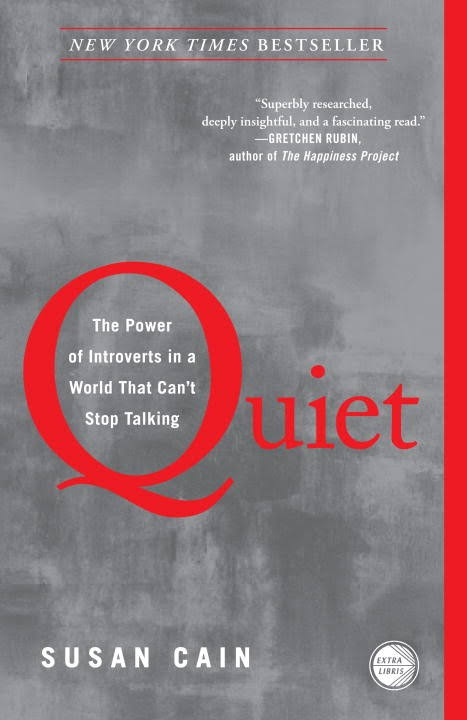 NEW YORK TIMES BESTSELLER
“Superbly researched,
deeply insightful, and a fascinating read.”
—GRETCHEN RUBIN,
author of The Happiness Project
Quiet
The Power
of Introverts in a
World That Can't
Stop Talking
SUSAN CAIN
EXTRA
LIBRIS